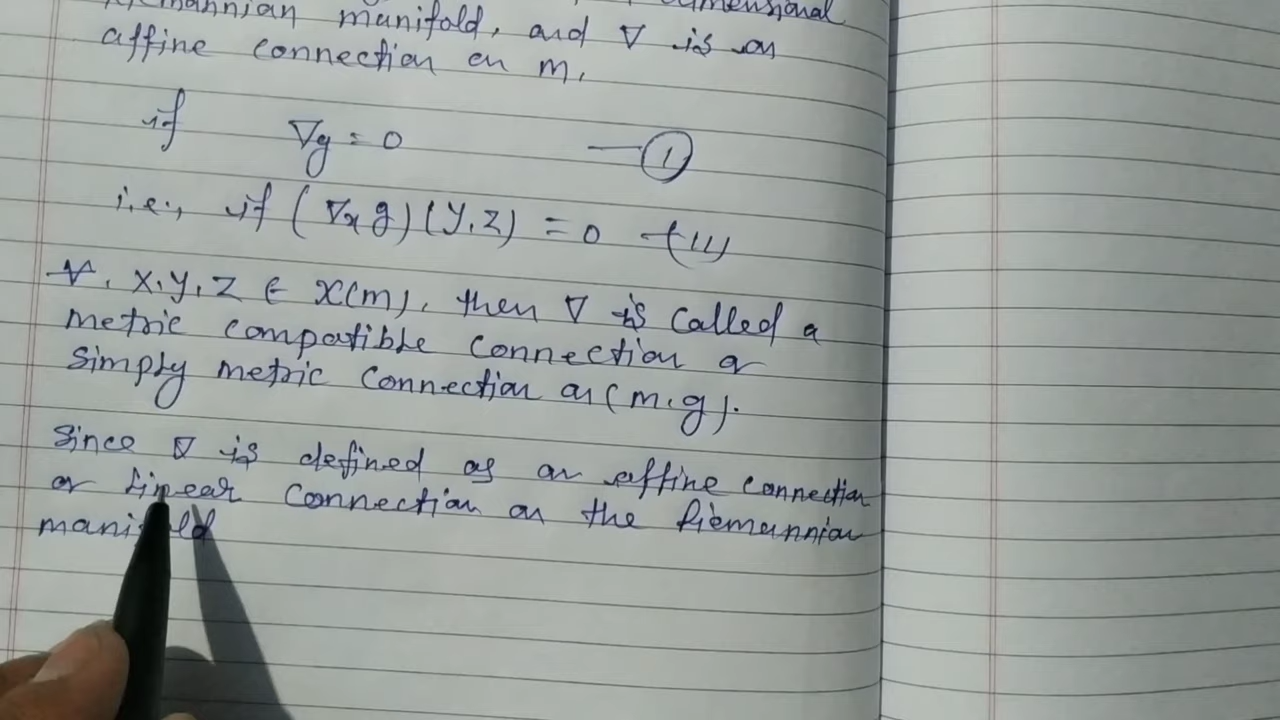 Riemannian manifold, and ∇ is an
affine connection on M,
if ∇g = 0 — ①
i.e., if (∇x g)(Y,Z) = 0 —(II)
∀, X,Y,Z ∈ X(M), then ∇ is called a
metric compatible connection or
simply metric connection on (M,g).
Since ∇ is defined as an affine connection
or linear connection on the Riemannian
manifold